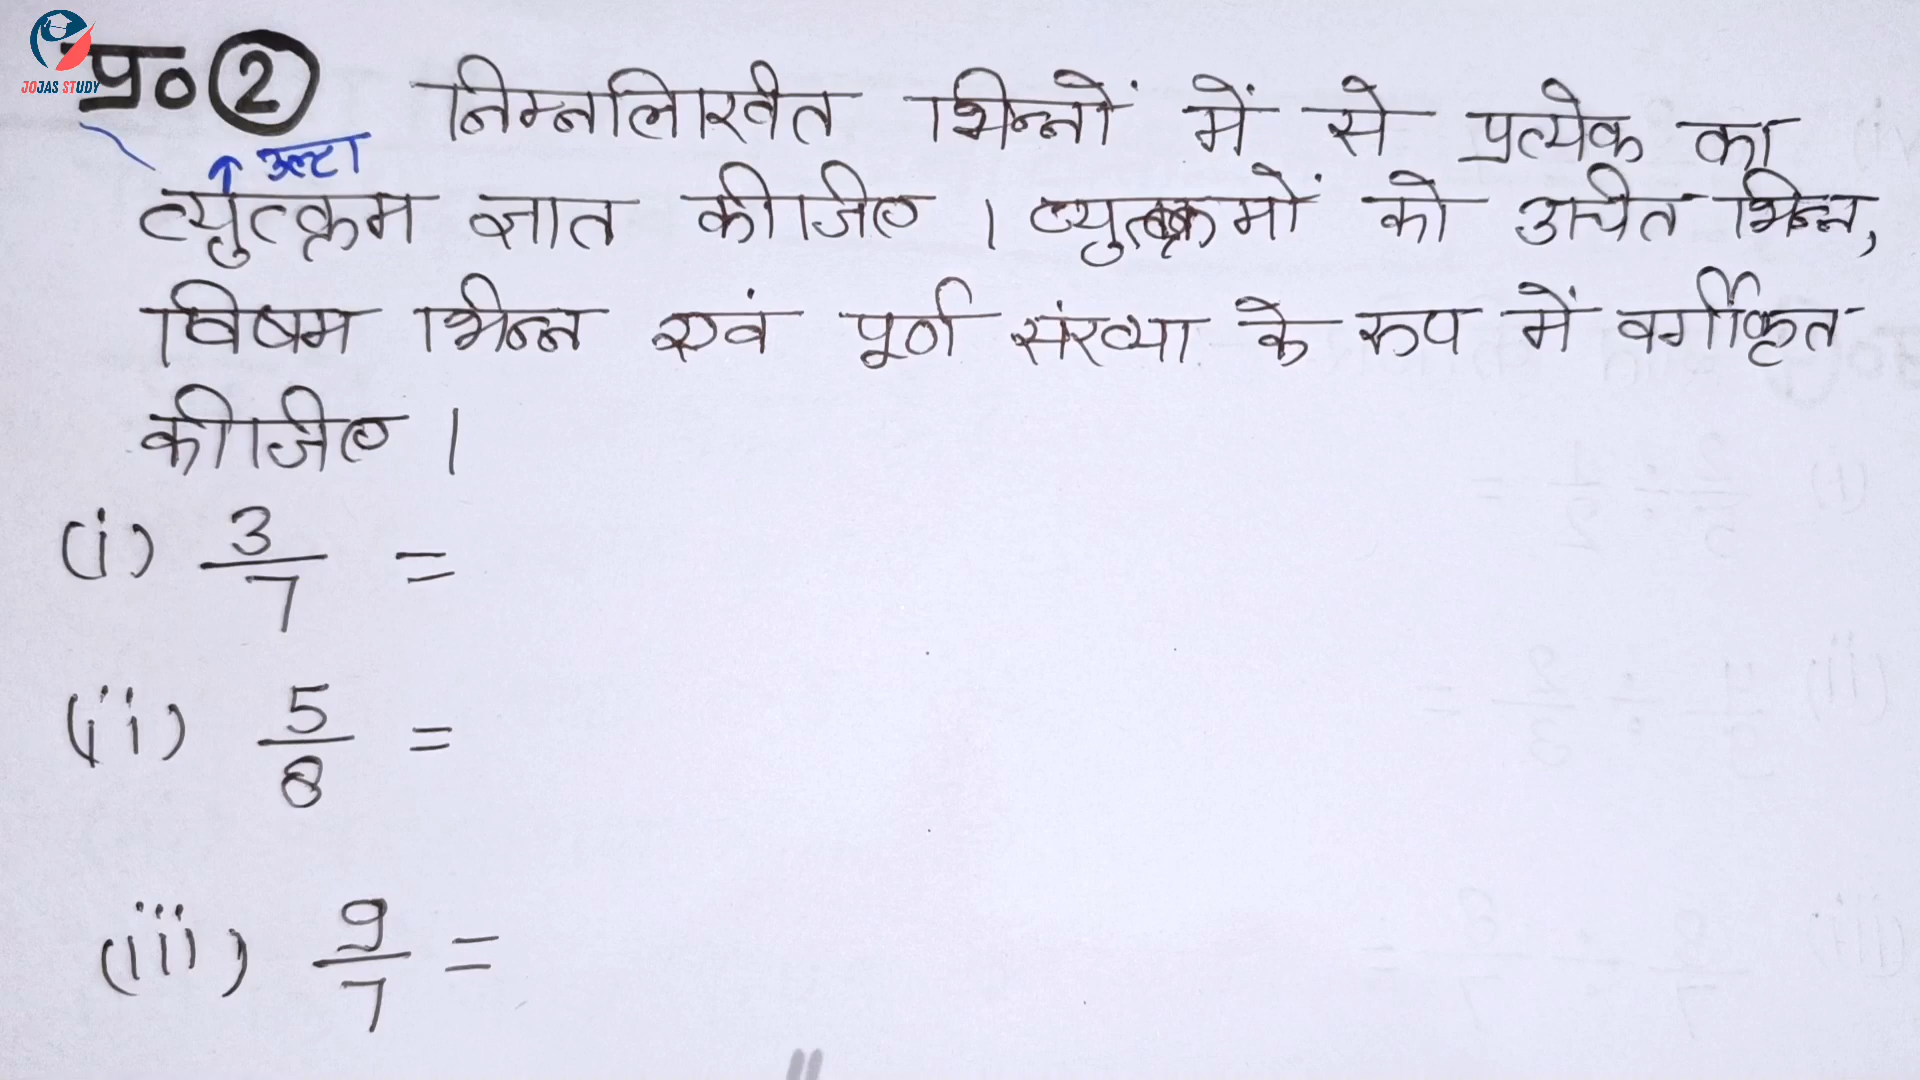 JOJAS STUDY
प्र० 2 निम्नलिखित भिन्नों में से प्रत्येक का
उल्टा
व्युत्क्रम ज्ञात कीजिए । व्युत्क्रमों को उचित भिन्न,
विषम भिन्न एवं पूर्ण संख्या के रूप में वर्गीकृत
कीजिए ।
(i) 3/7 =
(ii) 5/8 =
(iii) 9/7 =